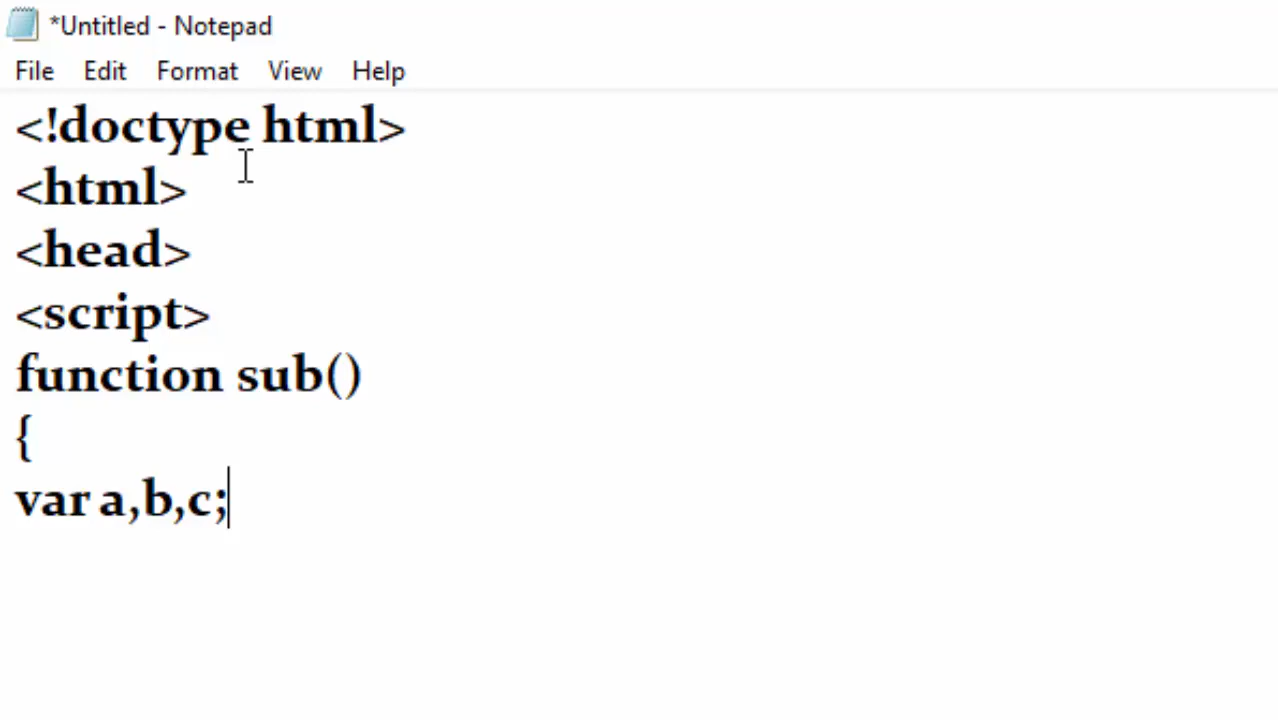 *Untitled - Notepad
File Edit Format View Help
<!doctype html>
<html>
<head>
<script>
function sub()
{
var a,b,c;